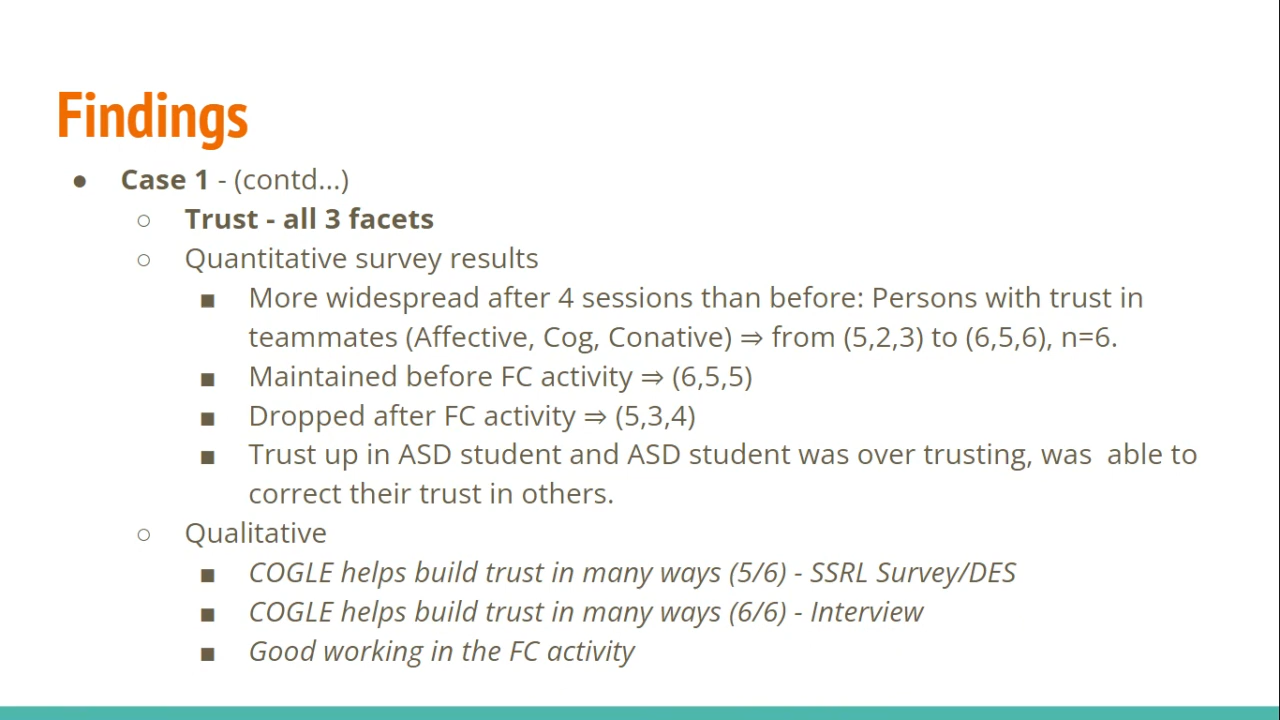 Findings
● Case 1 - (contd...)
○ Trust - all 3 facets
○ Quantitative survey results
■ More widespread after 4 sessions than before: Persons with trust in
teammates (Affective, Cog, Conative) ⇒ from (5,2,3) to (6,5,6), n=6.
■ Maintained before FC activity ⇒ (6,5,5)
■ Dropped after FC activity ⇒ (5,3,4)
■ Trust up in ASD student and ASD student was over trusting, was  able to
correct their trust in others.
○ Qualitative
■ COGLE helps build trust in many ways (5/6) - SSRL Survey/DES
■ COGLE helps build trust in many ways (6/6) - Interview
■ Good working in the FC activity